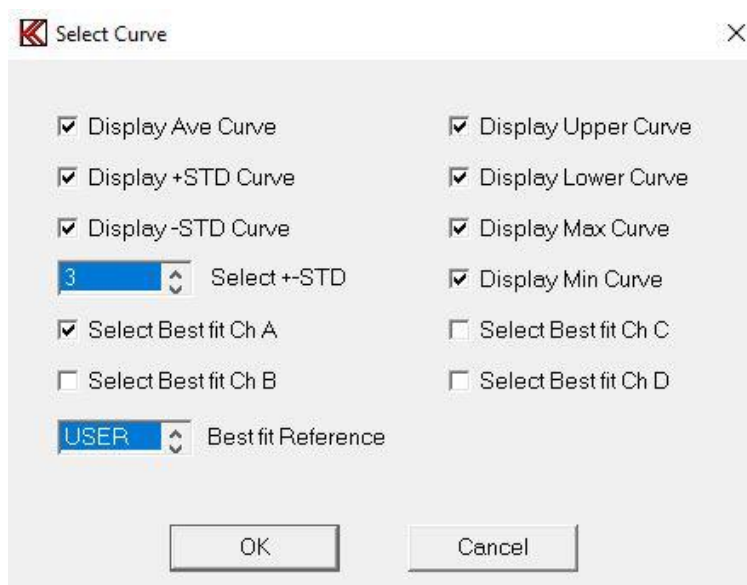 Select Curve
Display Ave Curve
Display Upper Curve
Display +STD Curve
Display Lower Curve
Display -STD Curve
Display Max Curve
3 Select +-STD
Display Min Curve
Select Best fit Ch A
Select Best fit Ch C
Select Best fit Ch B
Select Best fit Ch D
USER Best fit Reference
OK
Cancel